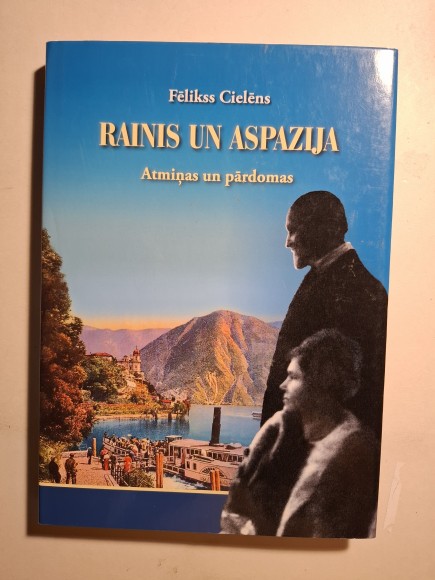 Fēlikss Cielēns
RAINIS UN ASPAZIJA
Atmiņas un pārdomas